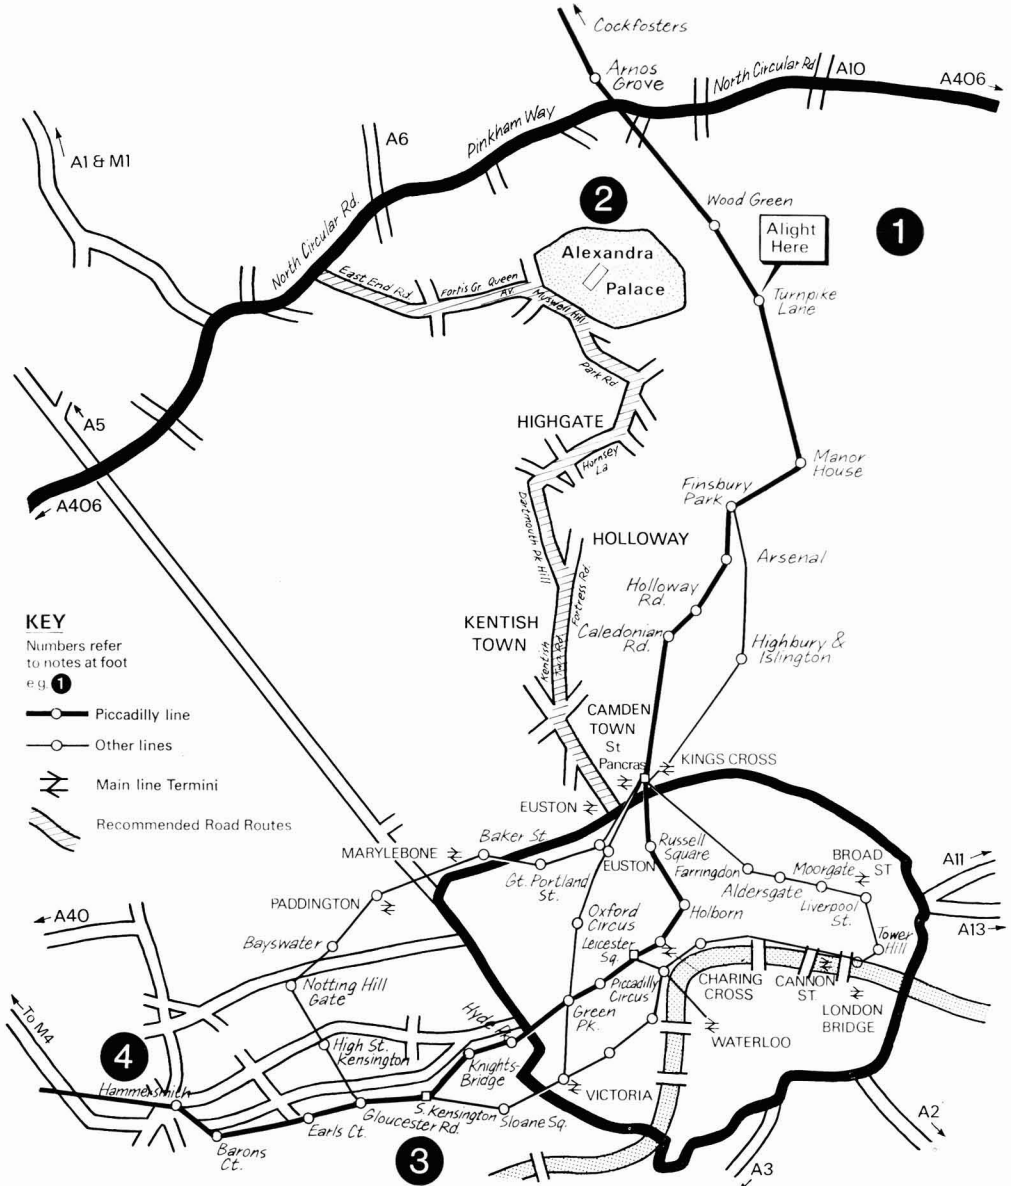 Cockfosters
Arnos
Grove
North Circular Rd
A10
A406
Pinkham Way
A6
A1 & M1
2
1
Wood Green
Alight
Here
North Circular Rd.
Alexandra
Palace
East End Rd
Fortis Gr.
Queen
Av.
Muswell Hill
Turnpike
Lane
Park Rd
A5
HIGHGATE
Hornsey
La
Manor
House
Finsbury
Park
A406
Dartmouth Pk Hill
HOLLOWAY
Arsenal
Fortress Rd.
Holloway
Rd.
KEY
Numbers refer
to notes at foot
e g. 1
KENTISH
TOWN
Caledonian
Rd.
Highbury &
Islington
Kentish
Tn Rd.
Piccadilly line
Other lines
Main line Termini
Recommended Road Routes
CAMDEN
TOWN
St
Pancras
KINGS CROSS
EUSTON
Baker St.
MARYLEBONE
EUSTON
Russell
Square
Farringdon
Gt. Portland
St.
Moorgate
BROAD
ST
Aldersgate
Liverpool
St.
A11
A13
PADDINGTON
A40
Bayswater
Oxford
Circus
Holborn
Leicester
Sq.
Tower
Hill
Notting Hill
Gate
Piccadilly
Circus
CHARING
CROSS
CANNON
ST.
LONDON
BRIDGE
Green
Pk.
Hyde Pk
WATERLOO
To M4
4
High St.
Kensington
Knights-
Bridge
Hammersmith
VICTORIA
S. Kensington
Sloane Sq.
Gloucester Rd.
Earls Ct.
Barons
Ct.
3
A2
A3